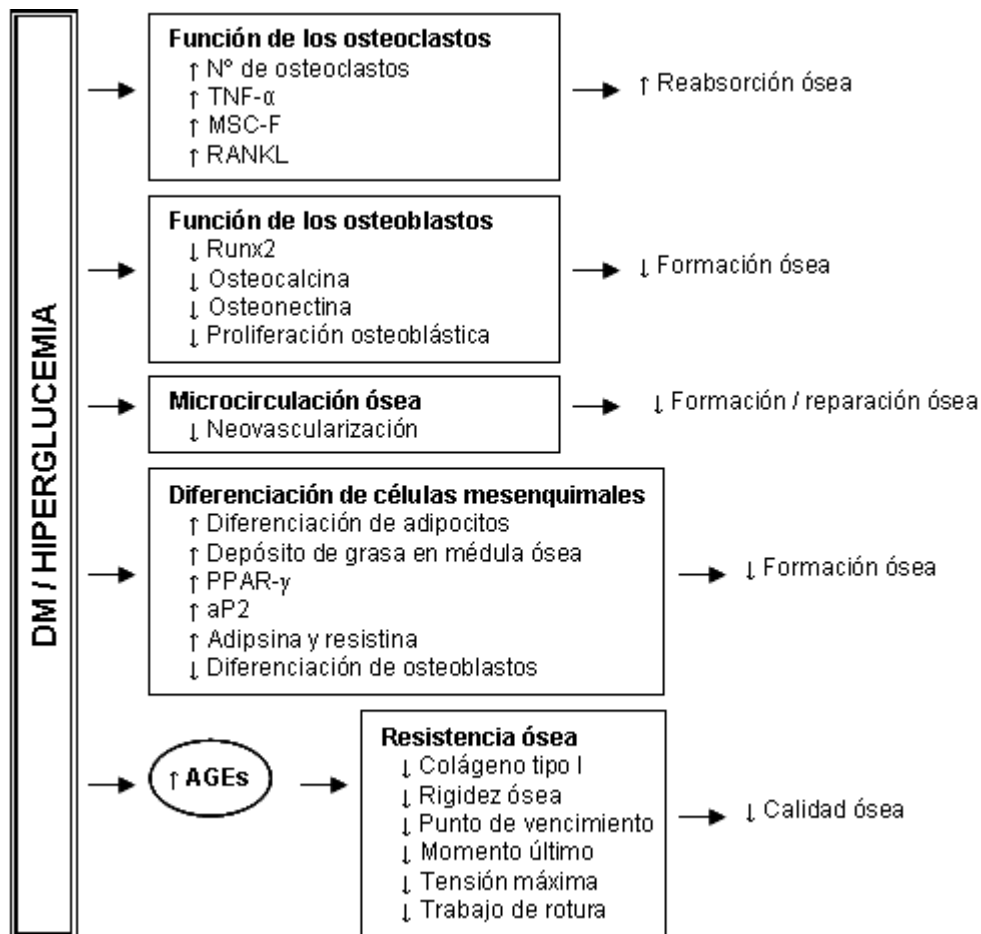 DM / HIPERGLUCEMIA
Función de los osteoclastos
↑ Nº de osteoclastos
↑ TNF-α
↑ MSC-F
↑ RANKL
↑ Reabsorción ósea
Función de los osteoblastos
↓ Runx2
↓ Osteocalcina
↓ Osteonectina
↓ Proliferación osteoblástica
↓ Formación ósea
Microcirculación ósea
↓ Neovascularización
↓ Formación / reparación ósea
Diferenciación de células mesenquimales
↑ Diferenciación de adipocitos
↑ Depósito de grasa en médula ósea
↑ PPAR-γ
↑ aP2
↑ Adipsina y resistina
↓ Diferenciación de osteoblastos
↓ Formación ósea
↑ AGEs
Resistencia ósea
↓ Colágeno tipo I
↓ Rigidez ósea
↓ Punto de vencimiento
↓ Momento último
↓ Tensión máxima
↓ Trabajo de rotura
↓ Calidad ósea